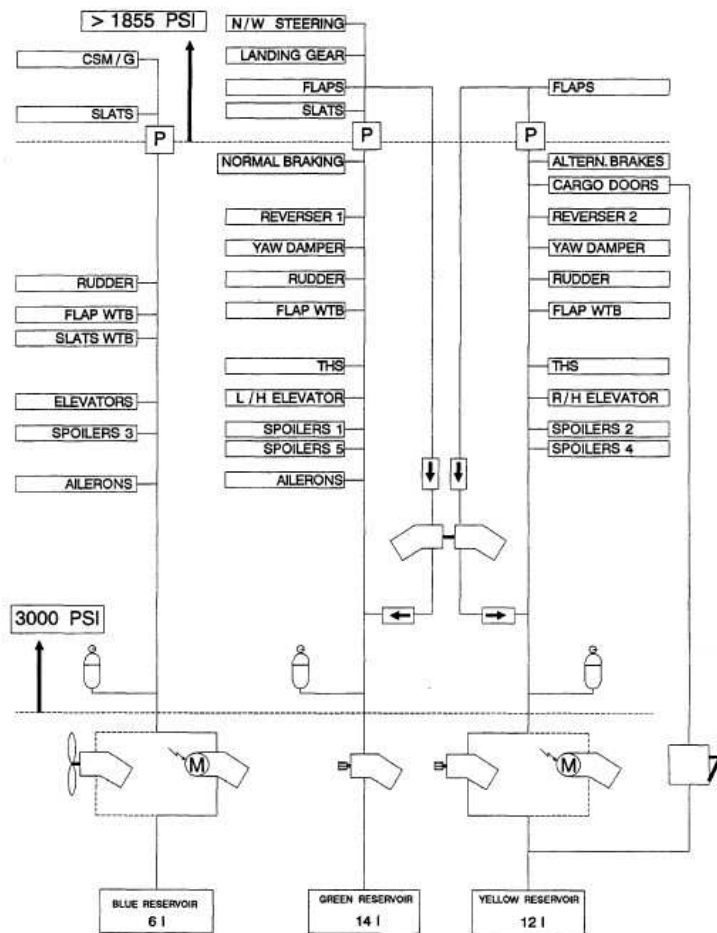 > 1855 PSI
N/W STEERING
LANDING GEAR
CSM/G
FLAPS
FLAPS
SLATS
SLATS
P
P
P
NORMAL BRAKING
ALTERN. BRAKES
CARGO DOORS
REVERSER 1
REVERSER 2
YAW DAMPER
YAW DAMPER
RUDDER
RUDDER
RUDDER
FLAP WTB
FLAP WTB
FLAP WTB
SLATS WTB
THS
THS
ELEVATORS
L/H ELEVATOR
R/H ELEVATOR
SPOILERS 3
SPOILERS 1
SPOILERS 2
SPOILERS 5
SPOILERS 4
AILERONS
AILERONS
3000 PSI
M
M
BLUE RESERVOIR
6 l
GREEN RESERVOIR
14 l
YELLOW RESERVOIR
12 l